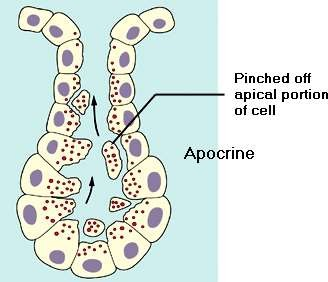 Pinched off
apical portion
of cell
Apocrine